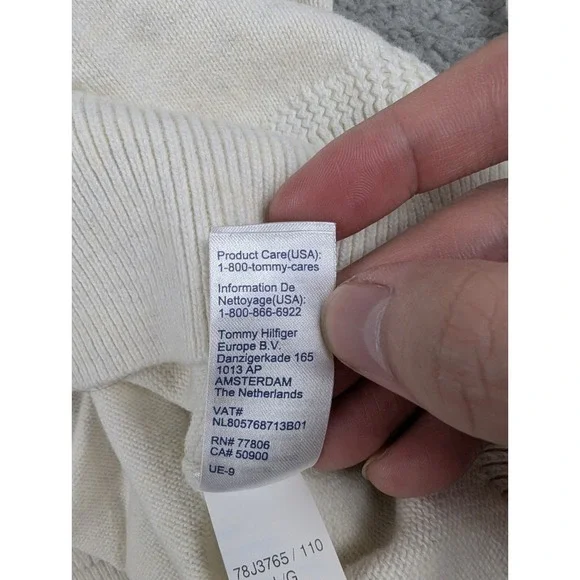 Product Care(USA):
1-800-tommy-cares
Information De
Nettoyage(USA):
1-800-866-6922
Tommy Hilfiger
Europe B.V.
Danzigerkade 165
1013 AP
AMSTERDAM
The Netherlands
VAT#
NL805768713B01
RN# 77806
CA# 50900
UE-9
78J3765 / 110
L/G